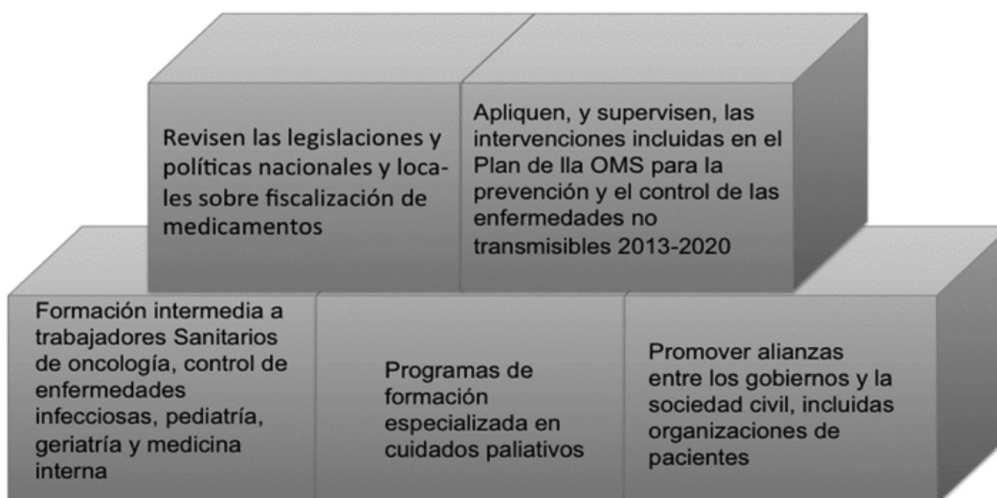 Revisen las legislaciones y
políticas nacionales y loca-
les sobre fiscalización de
medicamentos
Apliquen, y supervisen, las
intervenciones incluidas en el
Plan de lla OMS para la
prevención y el control de las
enfermedades no
transmisibles 2013-2020
Formación intermedia a
trabajadores Sanitarios
de oncología, control de
enfermedades
infecciosas, pediatría,
geriatría y medicina
interna
Programas de
formación
especializada en
cuidados paliativos
Promover alianzas
entre los gobiernos y la
sociedad civil, incluidas
organizaciones de
pacientes